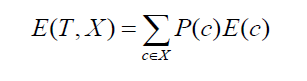 E(T, X) = ∑_{c∈X} P(c)E(c)